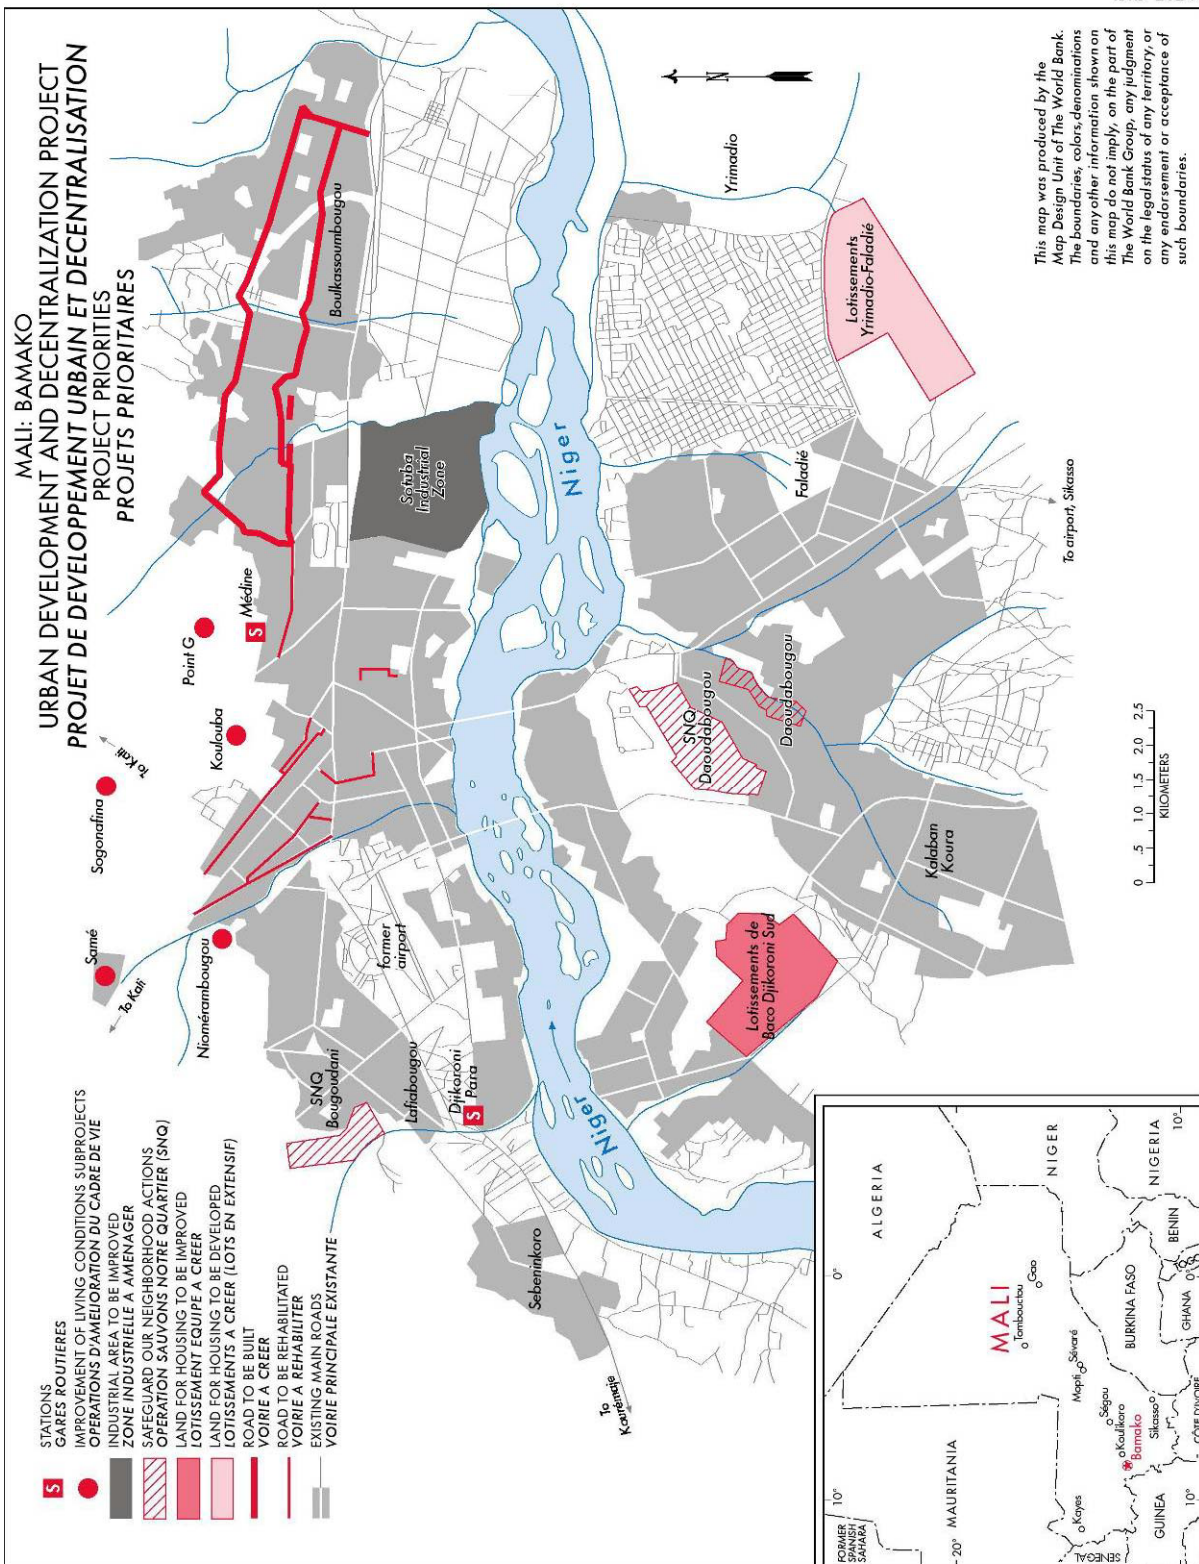 MALI: BAMAKO
URBAN DEVELOPMENT AND DECENTRALIZATION PROJECT
PROJET DE DEVELOPPEMENT URBAIN ET DECENTRALISATION
PROJECT PRIORITIES
PROJETS PRIORITAIRES
S
STATIONS
GARES ROUTIERES
IMPROVEMENT OF LIVING CONDITIONS SUBPROJECTS
OPERATIONS D'AMELIORATION DU CADRE DE VIE
INDUSTRIAL AREA TO BE IMPROVED
ZONE INDUSTRIELLE A AMENAGER
SAFEGUARD OUR NEIGHBORHOOD ACTIONS
OPERATION SAUVONS NOTRE QUARTIER (SNQ)
LAND FOR HOUSING TO BE IMPROVED
LOTISSEMENT EQUIPE A CREER
LAND FOR HOUSING TO BE DEVELOPED
LOTISSEMENTS A CREER (LOTS EN EXTENSIF)
ROAD TO BE BUILT
VOIRIE A CREER
ROAD TO BE REHABILITATED
VOIRIE A REHABILITER
EXISTING MAIN ROADS
VOIRIE PRINCIPALE EXISTANTE
Samé
To Kati
Sogonafina
To Kati
Niomérambougou
Koulouba
Point G
Médine
S
Boulkassoumbougou
SNQ
Bougoudani
former
airport
Lafiabougou
Djikoroni
Para
S
Sotuba
Industrial
Zone
Sebeninkoro
To
Kourémaje
Niger
Niger
Yrimadio
SNQ
Daoudabougou
Daoudabougou
Faladié
Lotissements
Yrimadio-Faladié
Lotissements de
Baco Djikoroni Sud
Kalaban
Koura
To airport, Sikasso
N
0 .5 1.0 1.5 2.0 2.5
KILOMETERS
This map was produced by the
Map Design Unit of The World Bank.
The boundaries, colors, denominations
and any other information shown on
this map do not imply, on the part of
The World Bank Group, any judgment
on the legal status of any territory, or
any endorsement or acceptance of
such boundaries.
10°
0°
FORMER
SPANISH
SAHARA
20°
MAURITANIA
ALGERIA
MALI
Tombouctou
Gao
NIGER
Kayes
Mopti
Sévaré
Ségou
Koulikoro
Bamako
Sikasso
BURKINA FASO
BENIN
NIGERIA
SENEGAL
GUINEA
CÔTE D'IVOIRE
GHANA
10°
0°
10°